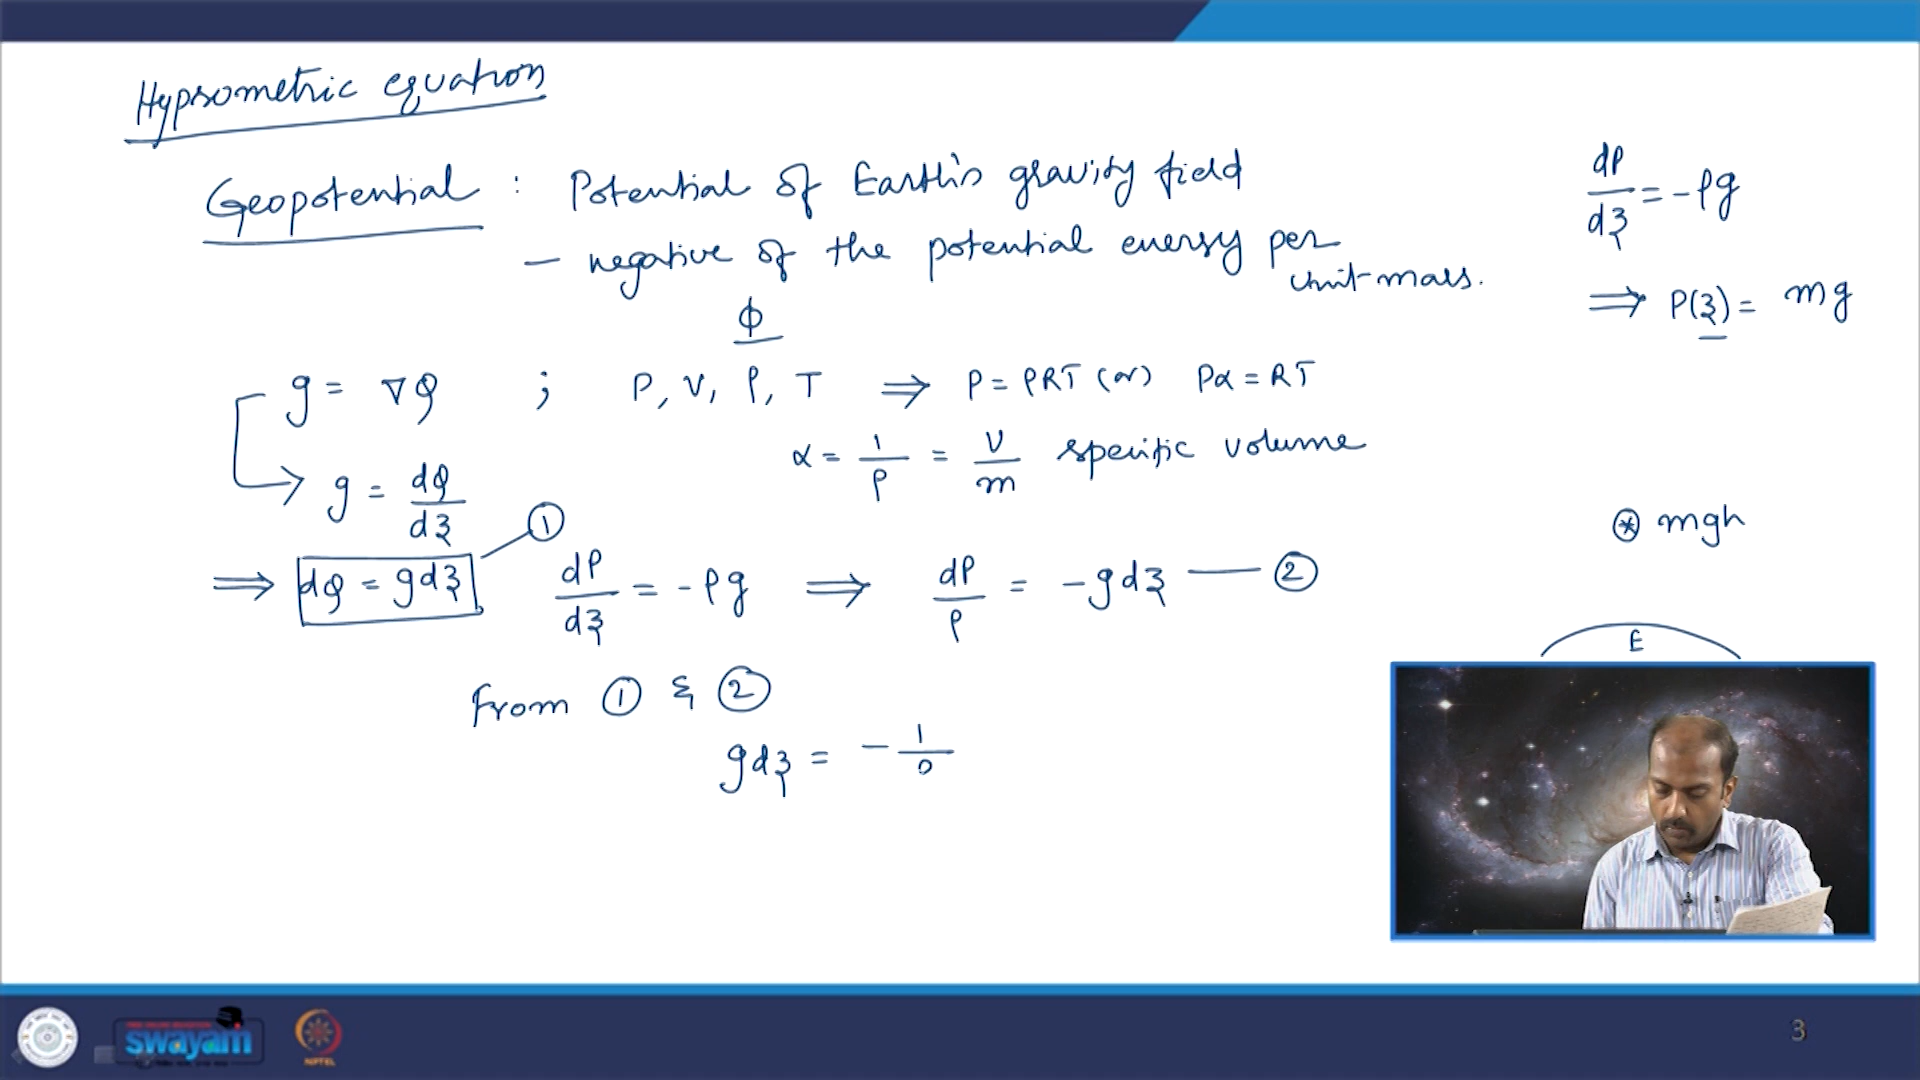 Hypsometric equation
Geopotential : Potential of Earth's gravity field
– negative of the potential energy per
unit mass.
Φ
g = ∇φ ; P, V, ρ, T ⇒ P = ρRT (or) Pα = RT
α = 1/ρ = V/m specific volume
g = dφ/dz
⇒ dφ = gdz ①
dP/dz = -ρg ⇒ dP/ρ = -gdz — ②
From ① & ②
gdz = - 1/ρ
dP/dz = -ρg
⇒ P(z) = mg
⊛ mgh
E
swayam
NPTEL
3